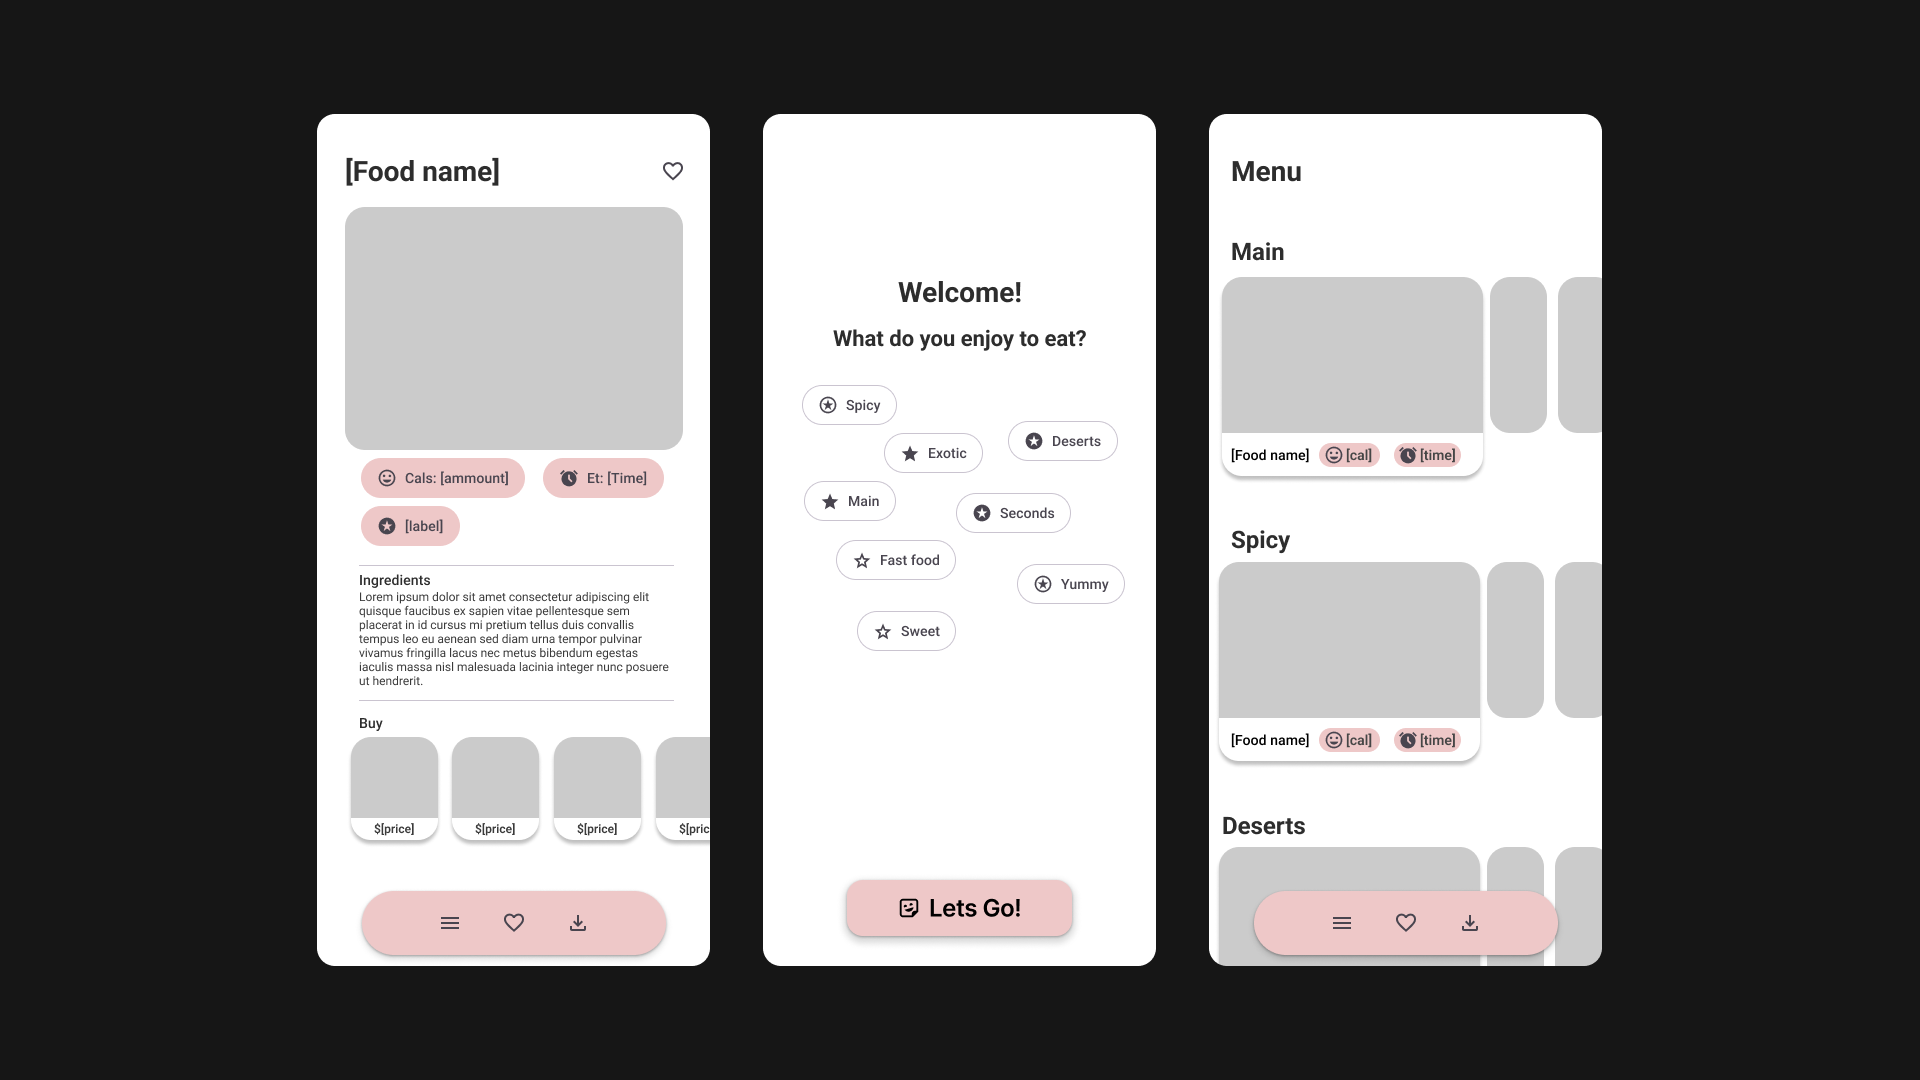 [Food name]
Cals: [ammount]
Et: [Time]
[label]
Ingredients
Lorem ipsum dolor sit amet consectetur adipiscing elit
quisque faucibus ex sapien vitae pellentesque sem
placerat in id cursus mi pretium tellus duis convallis
tempus leo eu aenean sed diam urna tempor pulvinar
vivamus fringilla lacus nec metus bibendum egestas
iaculis massa nisl malesuada lacinia integer nunc posuere
ut hendrerit.
Buy
$[price]
$[price]
$[price]
$[pric
Welcome!
What do you enjoy to eat?
Spicy
Exotic
Deserts
Main
Seconds
Fast food
Yummy
Sweet
Lets Go!
Menu
Main
[Food name]
[cal]
[time]
Spicy
[Food name]
[cal]
[time]
Deserts